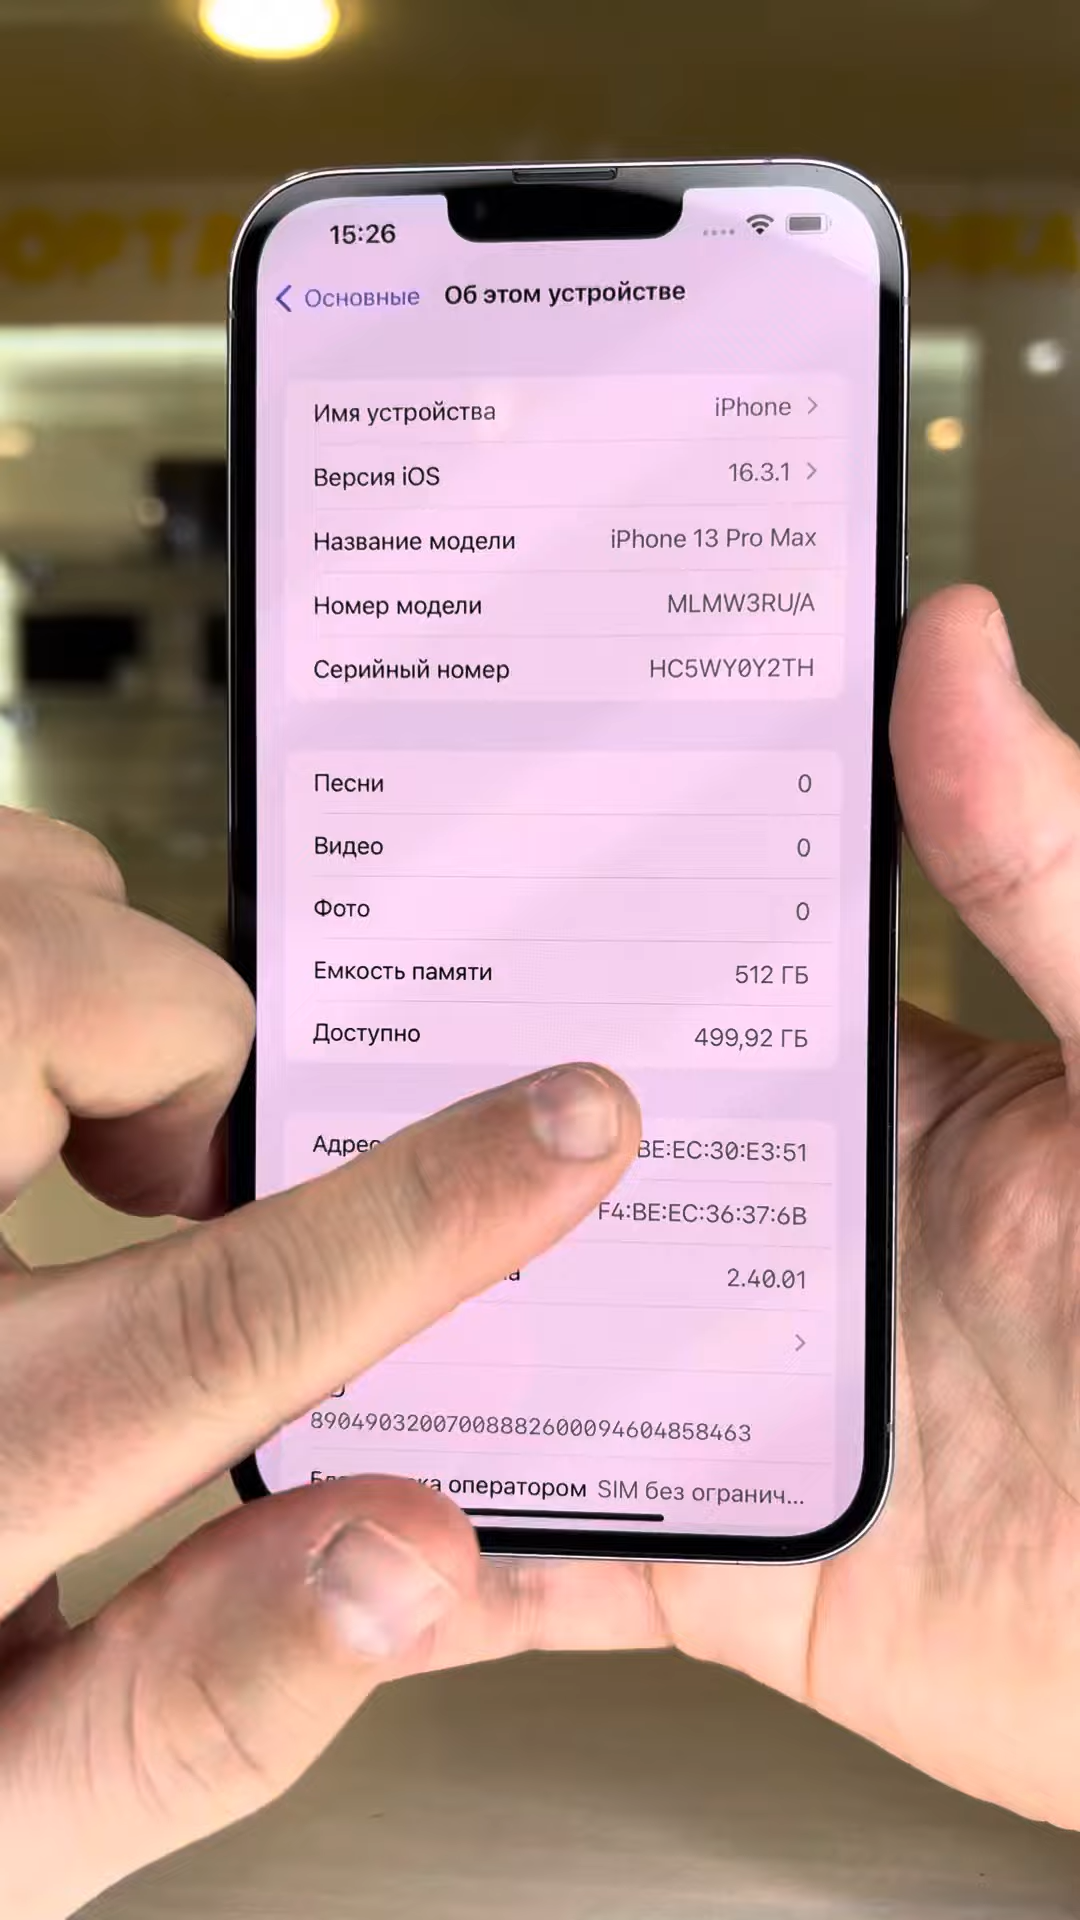 15:26
Основные Об этом устройстве
Имя устройства iPhone
Версия iOS 16.3.1
Название модели iPhone 13 Pro Max
Номер модели MLMW3RU/A
Серийный номер HC5WY0Y2TH
Песни 0
Видео 0
Фото 0
Емкость памяти 512 ГБ
Доступно 499,92 ГБ
BE:EC:30:E3:51
F4:BE:EC:36:37:6B
2.40.01
89049032007008882600094604858463
оператором SIM без огранич...